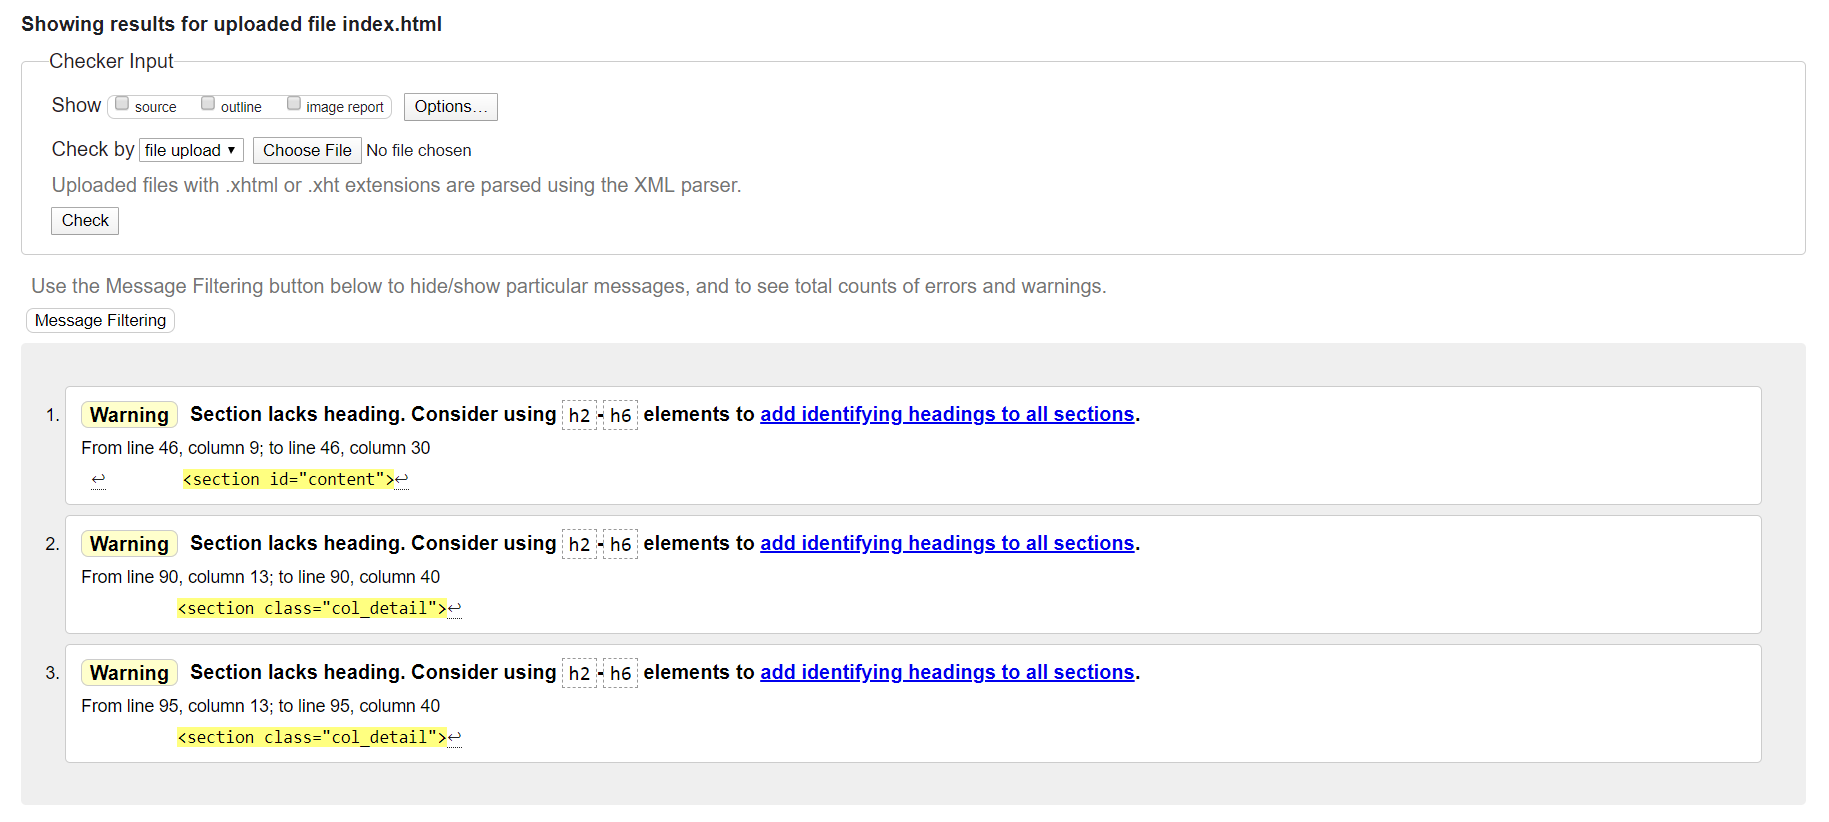 Showing results for uploaded file index.html
Checker Input
Show source outline image report Options...
Check by file upload ▼ Choose File No file chosen
Uploaded files with .xhtml or .xht extensions are parsed using the XML parser.
Check
Use the Message Filtering button below to hide/show particular messages, and to see total counts of errors and warnings.
Message Filtering
1. Warning Section lacks heading. Consider using h2-h6 elements to add identifying headings to all sections.
From line 46, column 9; to line 46, column 30
↩ <section id="content">↩
2. Warning Section lacks heading. Consider using h2-h6 elements to add identifying headings to all sections.
From line 90, column 13; to line 90, column 40
<section class="col_detail">↩
3. Warning Section lacks heading. Consider using h2-h6 elements to add identifying headings to all sections.
From line 95, column 13; to line 95, column 40
<section class="col_detail">↩